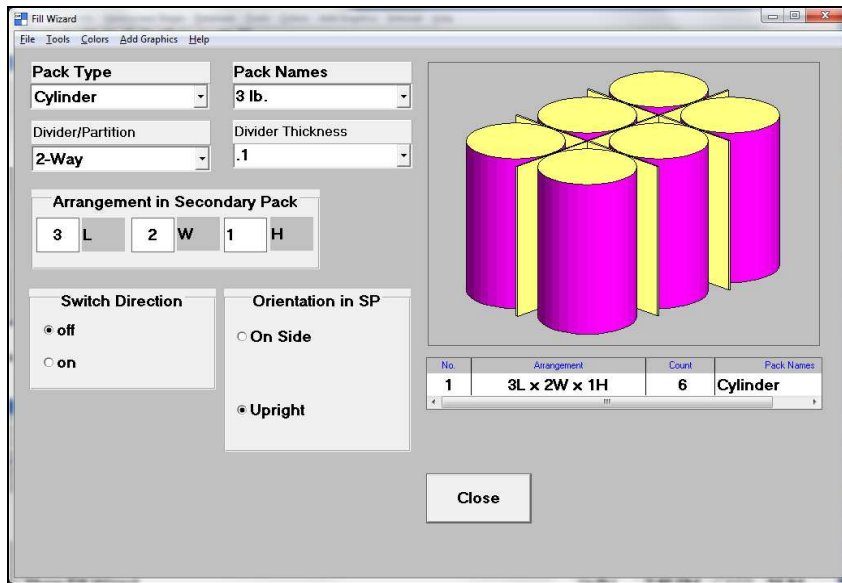 Fill Wizard
File Tools Colors Add Graphics Help
Pack Type
Cylinder
Pack Names
3 lb.
Divider/Partition
2-Way
Divider Thickness
.1
Arrangement in Secondary Pack
3 L 2 W 1 H
Switch Direction
off
on
Orientation in SP
On Side
Upright
No. Arrangement Count Pack Names
1 3L x 2W x 1H 6 Cylinder
Close